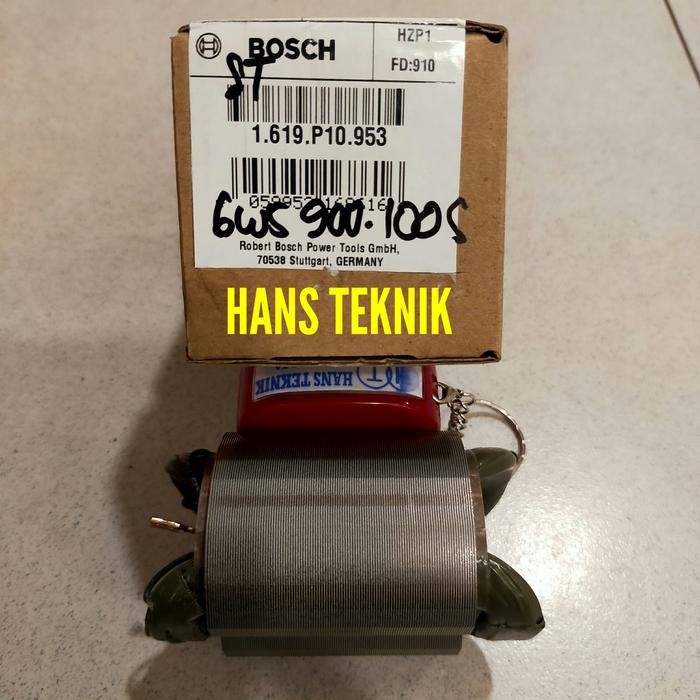 BOSCH
HZP1
FD:910
ST
1.619.P10.953
GWS 900.100S
Robert Bosch Power Tools GmbH,
70538 Stuttgart, GERMANY
HANS TEKNIK
HANS TEKNIK